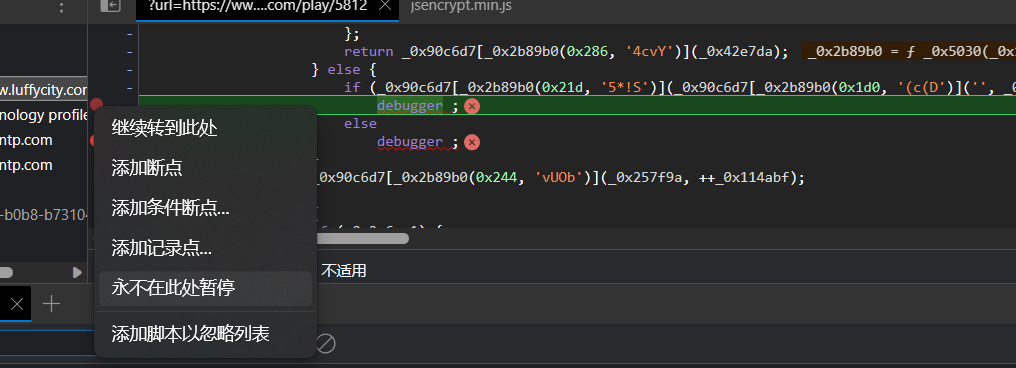 ?url=https://ww....com/play/5812
jsencrypt.min.js
};
return _0x90c6d7[_0x2b89b0(0x286, '4cvY')](_0x42e7da); _0x2b89b0 = ƒ _0x5030(_0x
} else {
w.luffycity.com
if (_0x90c6d7[_0x2b89b0(0x21d, '5*!S')](_0x90c6d7[_0x2b89b0(0x1d0, '(c(D')]('', _0
nology profile
debugger ;
继续转到此处
else
ntp.com
debugger ;
添加断点
ntp.com
_0x90c6d7[_0x2b89b0(0x244, 'vUOb')](_0x257f9a, ++_0x114abf);
添加条件断点...
-b0b8-b73104
添加记录点...
不适用
永不在此处暂停
添加脚本以忽略列表